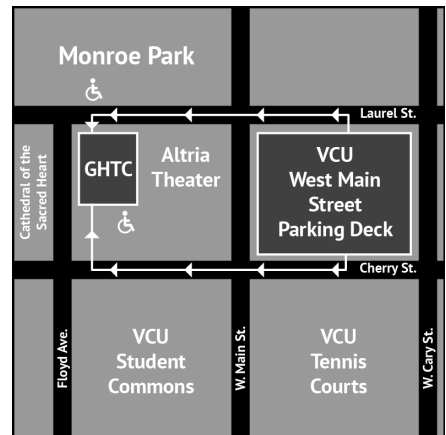 Monroe Park
Laurel St.
Cathedral of the
Sacred Heart
GHTC
Altria
Theater
VCU
West Main
Street
Parking Deck
Cherry St.
Floyd Ave.
VCU
Student
Commons
W. Main St.
VCU
Tennis
Courts
W. Cary St.